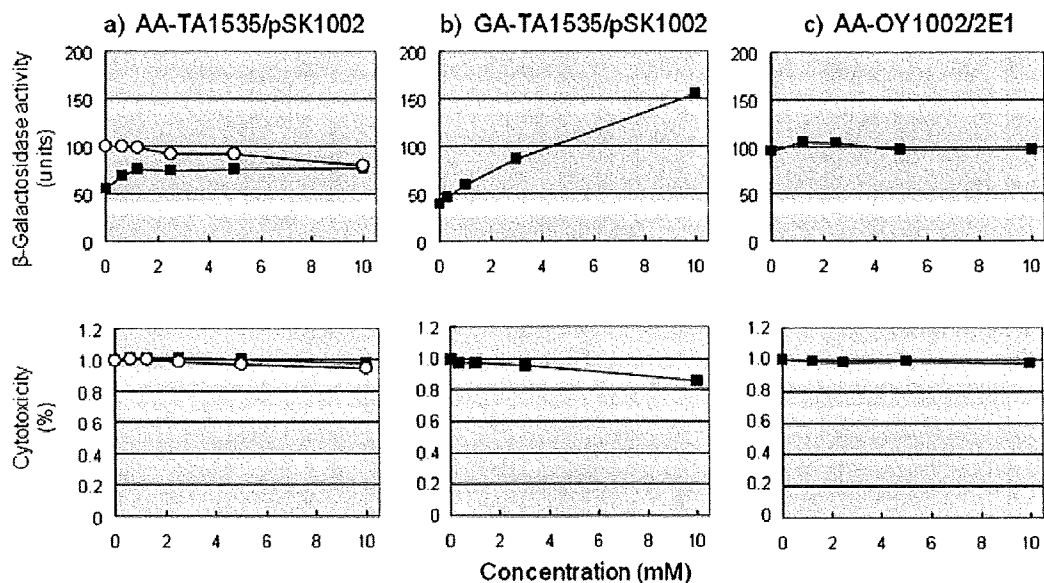 a) AA-TA1535/pSK1002
b) GA-TA1535/pSK1002
c) AA-OY1002/2E1
β-Galactosidase activity
(units)
200
150
100
50
0
0 2 4 6 8 10
200
150
100
50
0
0 2 4 6 8 10
200
150
100
50
0
0 2 4 6 8 10
Cytotoxicity
(%)
1.2
1.0
0.8
0.6
0.4
0.2
0
0 2 4 6 8 10
1.2
1.0
0.8
0.6
0.4
0.2
0
0 2 4 6 8 10
1.2
1.0
0.8
0.6
0.4
0.2
0
0 2 4 6 8 10
Concentration (mM)